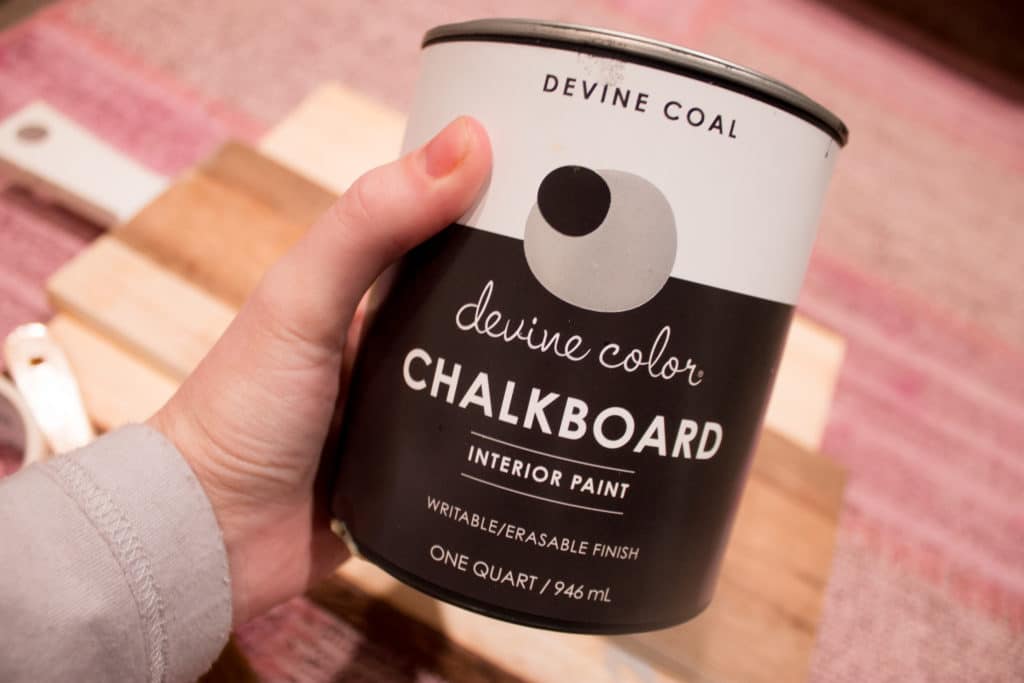 DEVINE COAL
devine color®
CHALKBOARD
INTERIOR PAINT
WRITABLE/ERASABLE FINISH
ONE QUART / 946 mL